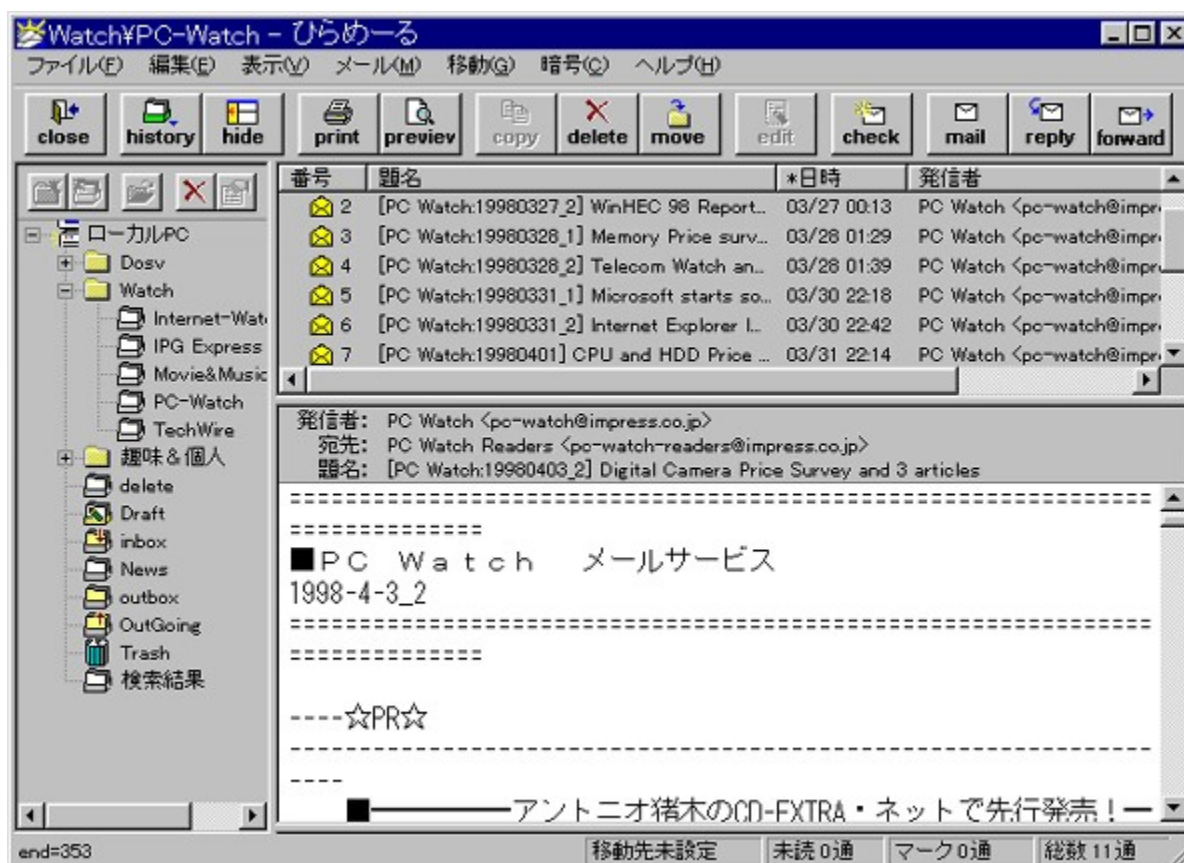 Watch¥PC-Watch - ひらめーる
ファイル(F) 編集(E) 表示(V) メール(M) 移動(G) 暗号(C) ヘルプ(H)
close history hide print preview copy delete move edit check mail reply forward
番号 題名 *日時 発信者
2 [PC Watch:19980327_2] WinHEC 98 Report... 03/27 00:13 PC Watch <pc-watch@impr
3 [PC Watch:19980328_1] Memory Price surv... 03/28 01:29 PC Watch <pc-watch@impr
4 [PC Watch:19980328_2] Telecom Watch an... 03/28 01:39 PC Watch <pc-watch@impr
5 [PC Watch:19980331_1] Microsoft starts so... 03/30 22:18 PC Watch <pc-watch@impr
6 [PC Watch:19980331_2] Internet Explorer I... 03/30 22:42 PC Watch <pc-watch@impr
7 [PC Watch:19980401] CPU and HDD Price ... 03/31 22:14 PC Watch <pc-watch@impr
ローカルPC
Dosv
Watch
Internet-Wat
IPG Express
Movie&Music
PC-Watch
TechWire
趣味&個人
delete
Draft
inbox
News
outbox
OutGoing
Trash
検索結果
発信者: PC Watch <pc-watch@impress.co.jp>
宛先: PC Watch Readers <pc-watch-readers@impress.co.jp>
題名: [PC Watch:19980403_2] Digital Camera Price Survey and 3 articles
==============================================================
==============
■PC Watch メールサービス
1998-4-3_2
==============================================================
==============
----☆PR☆
--------------------------------------------------------------
----
■━━━━━━アントニオ猪木のCD-EXTRA・ネットで先行発売!━
end=353 移動先未設定 未読0通 マーク0通 総数11通